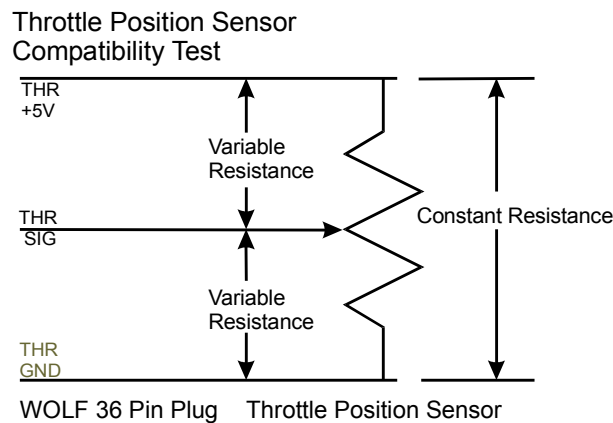 Throttle Position Sensor
Compatibility Test
THR
+5V
Variable
Resistance
THR
SIG
Constant Resistance
Variable
Resistance
THR
GND
WOLF 36 Pin Plug Throttle Position Sensor